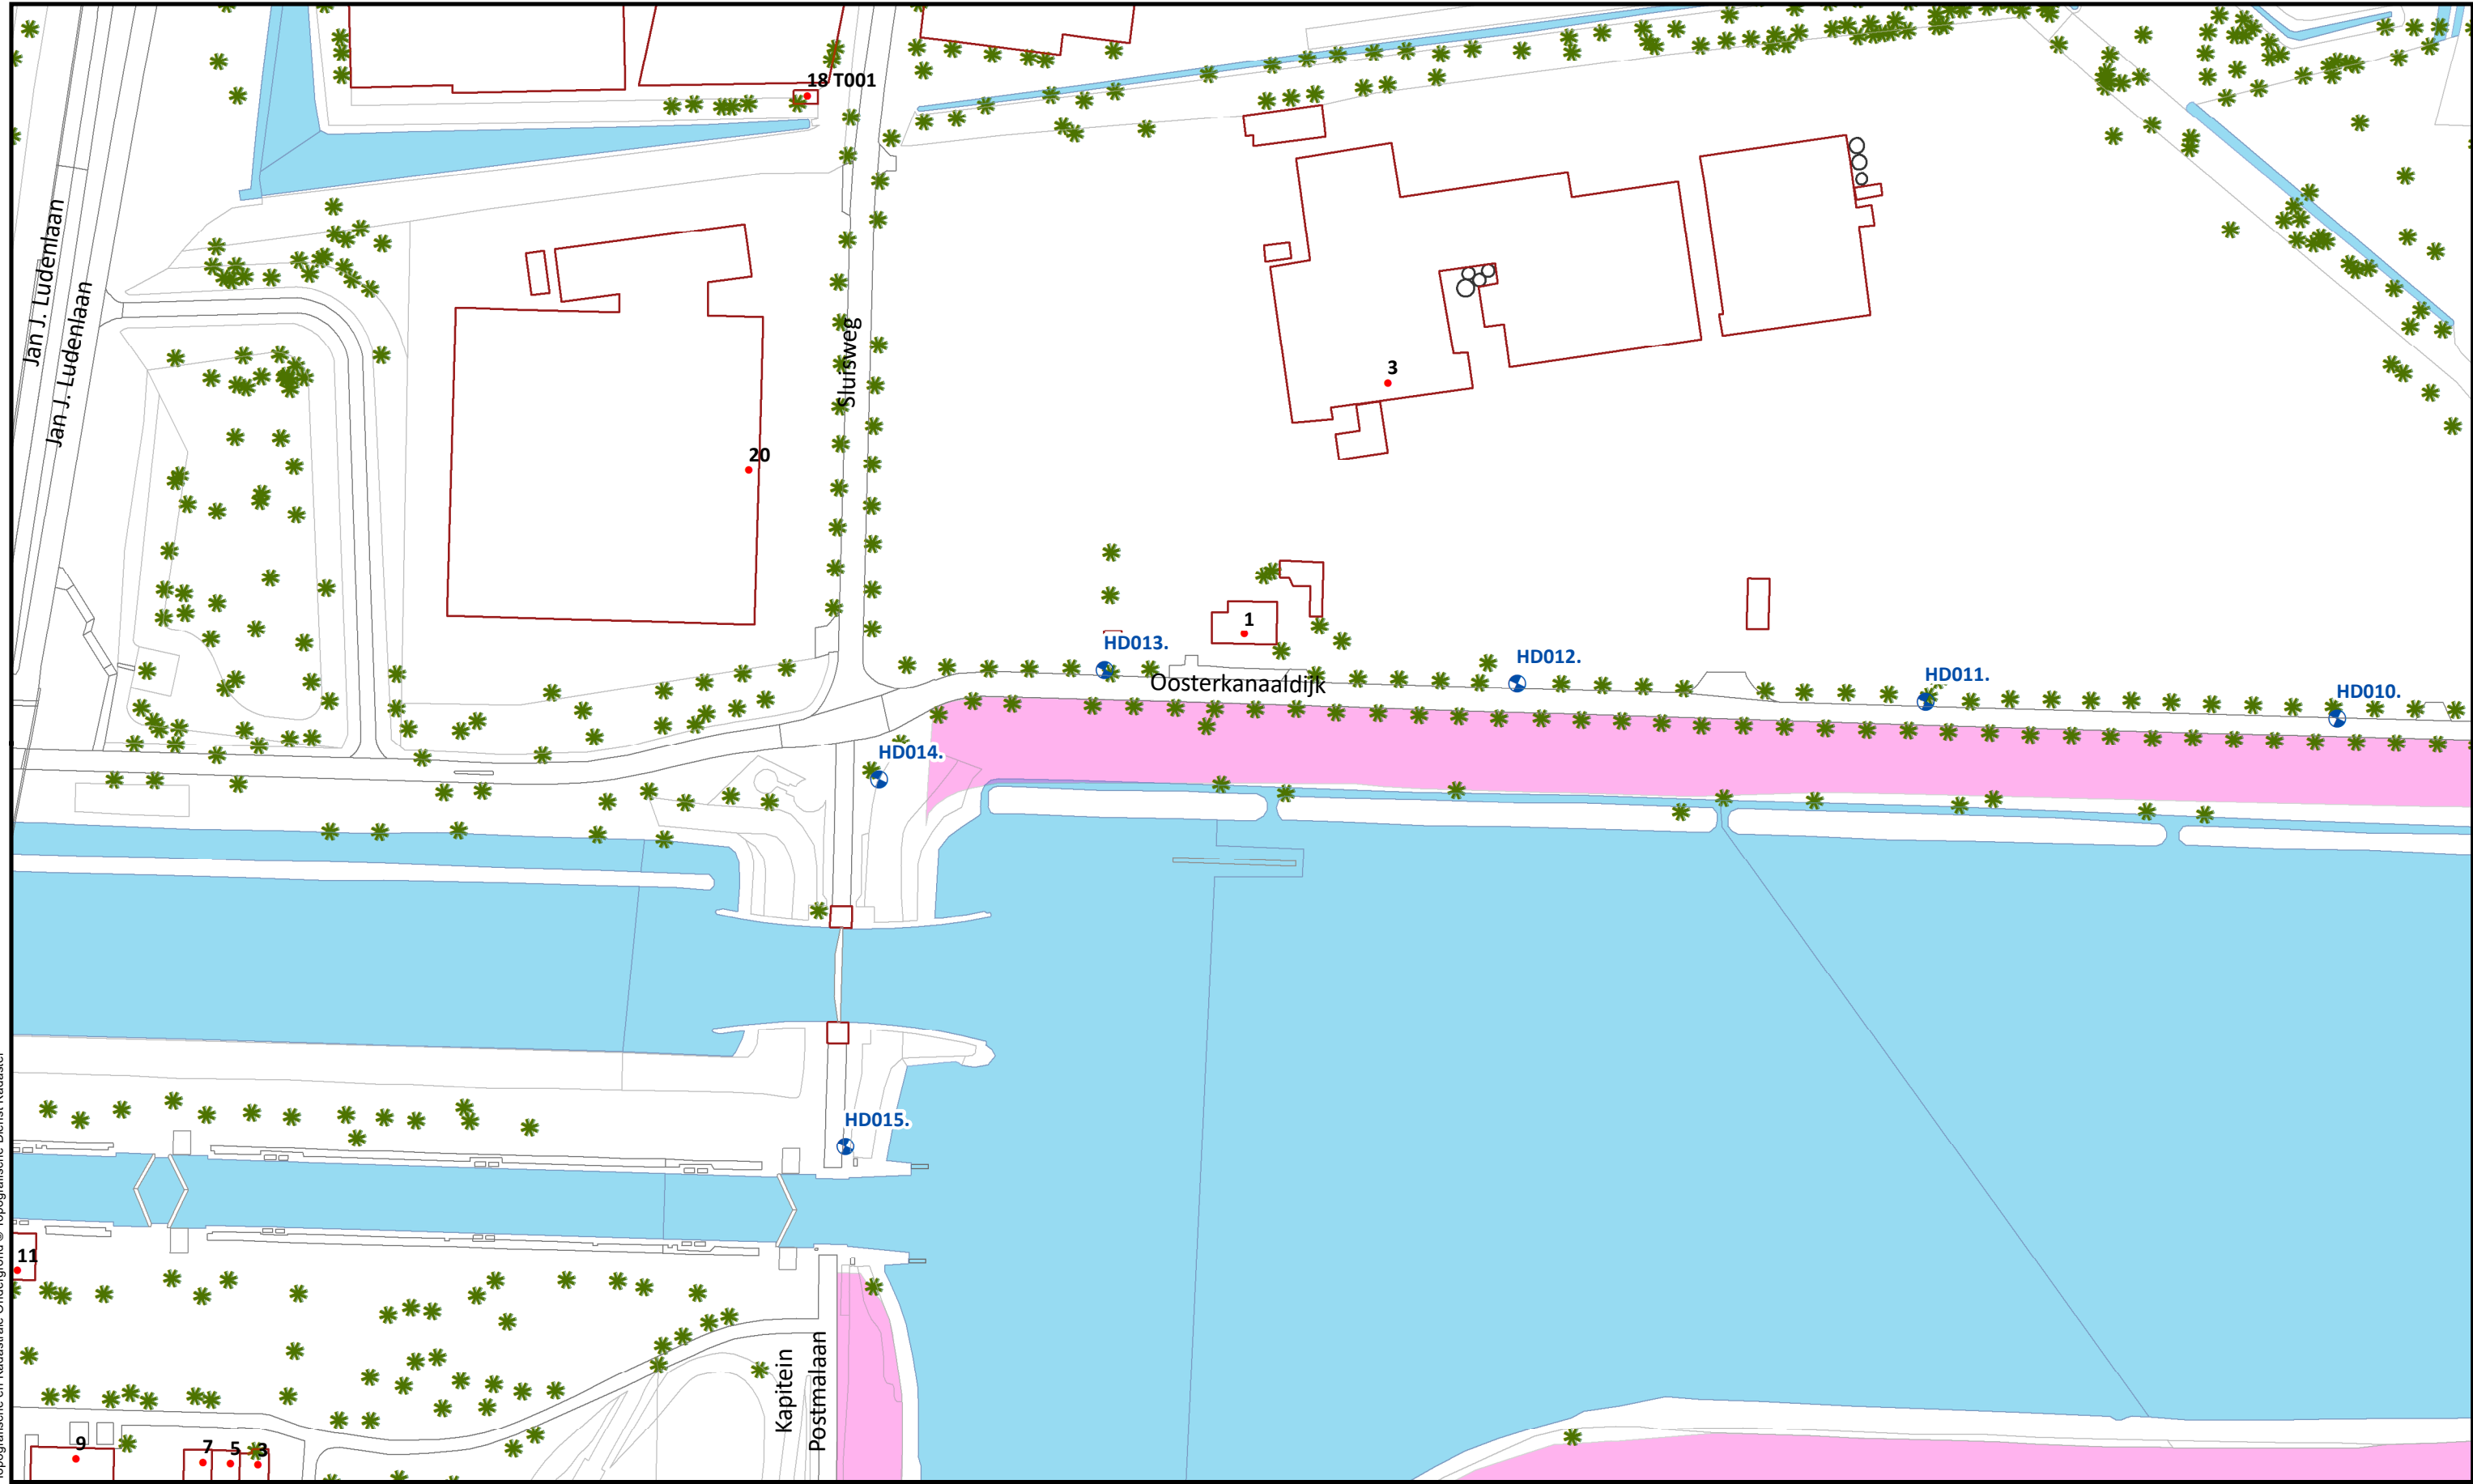 18 T001
Jan J. Ludenlaan
Jan J. Ludenlaan
Sluisweg
3
20
1
HD013.
HD012.
HD011.
HD010.
Oosterkanaaldijk
HD014.
HD015.
11
Kapitein
Postmalaan
9
7
5
3